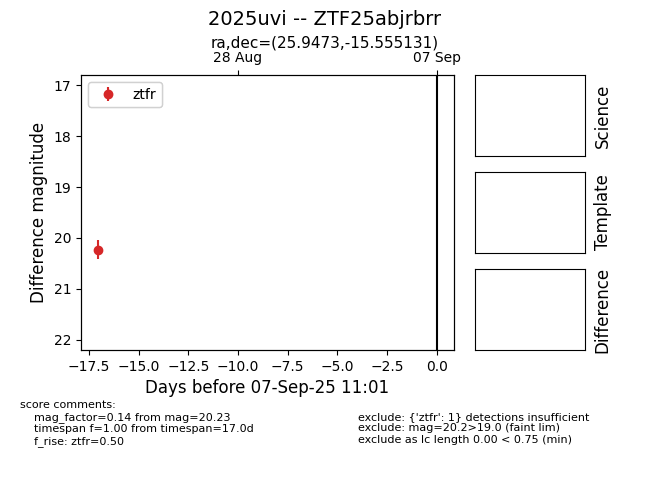 2025uvi -- ZTF25abjrbrr
ra,dec=(25.9473,-15.555131)
28 Aug
07 Sep
17
18
19
20
21
22
Difference magnitude
ztfr
−17.5
−15.0
−12.5
−10.0
−7.5
−5.0
−2.5
0.0
Days before 07-Sep-25 11:01
Science
Template
Difference
score comments:
mag_factor=0.14 from mag=20.23
timespan f=1.00 from timespan=17.0d
f_rise: ztfr=0.50
exclude: {'ztfr': 1} detections insufficient
exclude: mag=20.2>19.0 (faint lim)
exclude as lc length 0.00 < 0.75 (min)